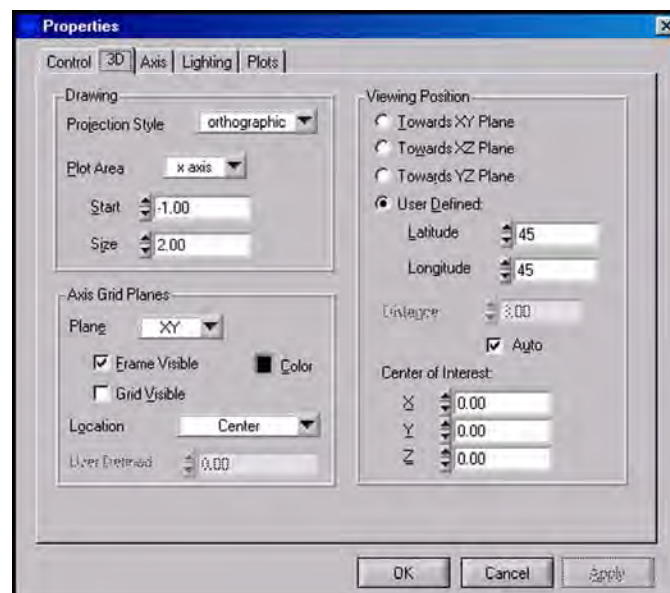 Properties
Control 3D Axis Lighting Plots
Drawing
Projection Style orthographic
Plot Area x axis
Start -1.00
Size 2.00
Axis Grid Planes
Plane XY
Frame Visible Color
Grid Visible
Location Center
User Defined 0.00
Viewing Position
Towards XY Plane
Towards XZ Plane
Towards YZ Plane
User Defined:
Latitude 45
Longitude 45
Distance 3.00
Auto
Center of Interest:
X 0.00
Y 0.00
Z 0.00
OK Cancel Apply